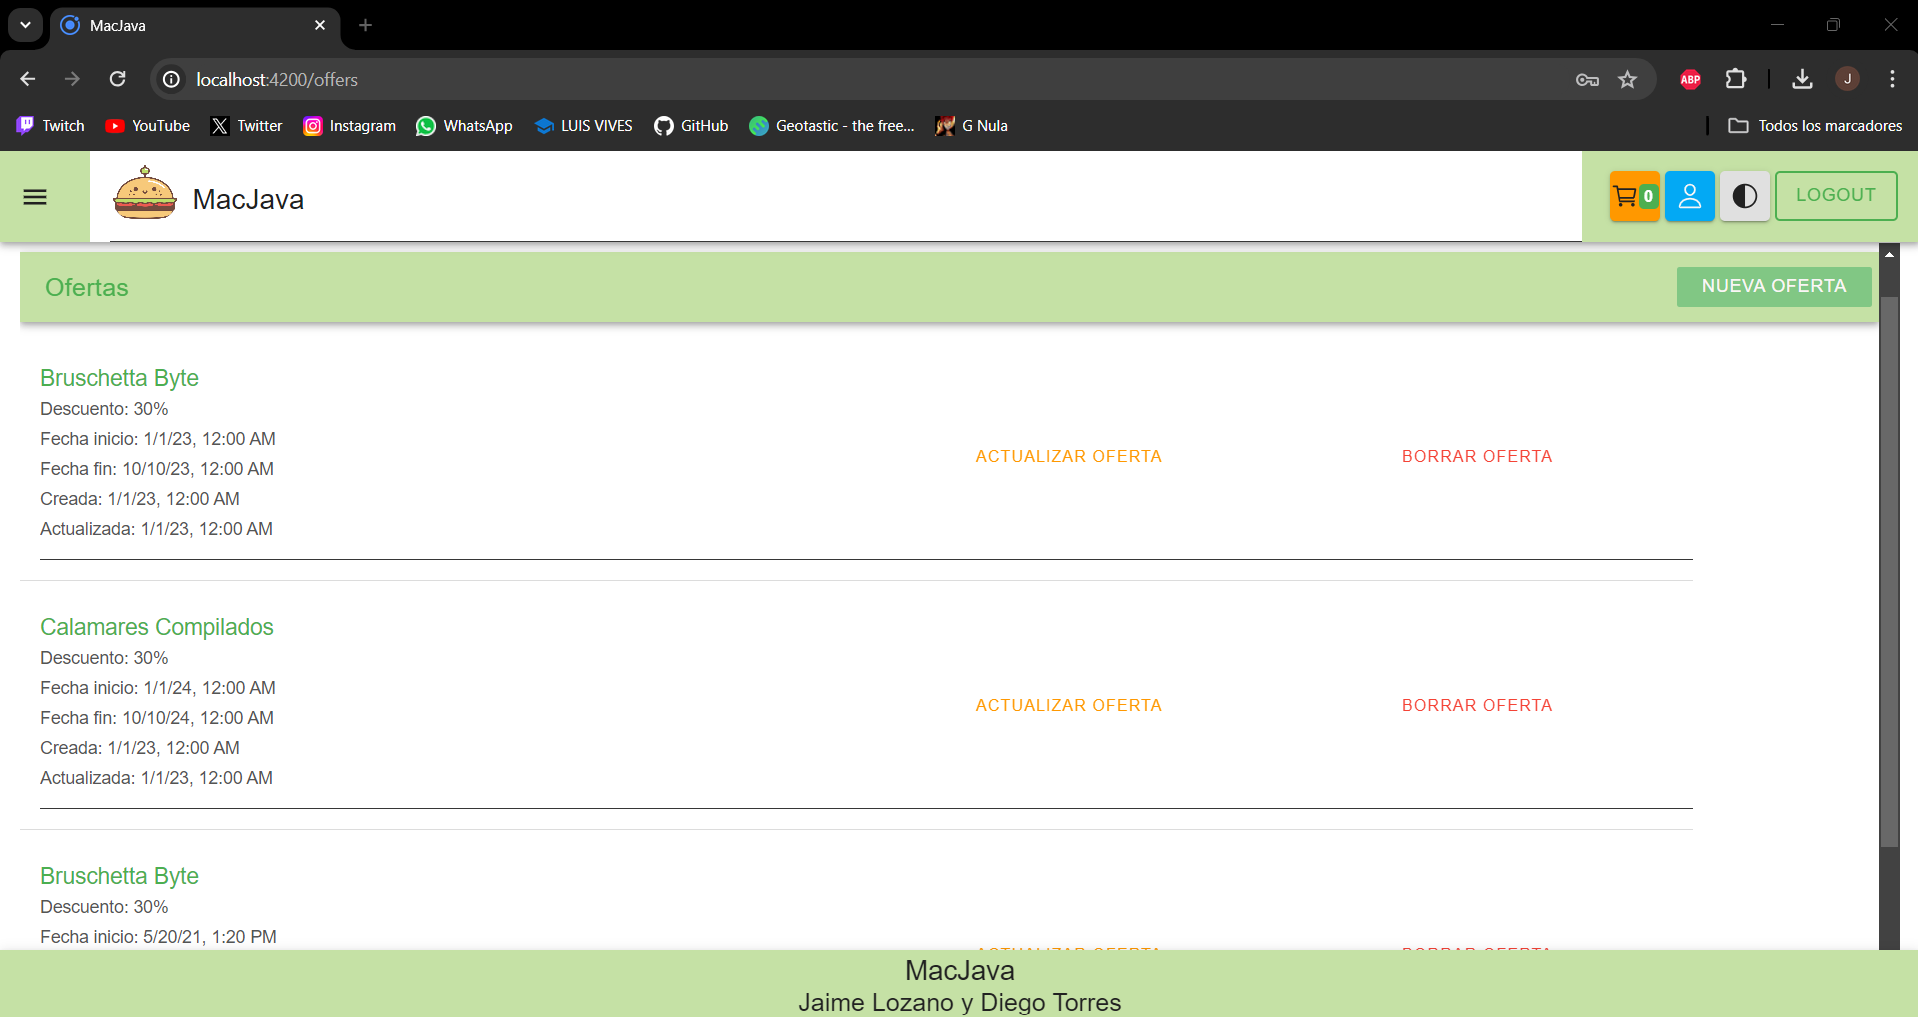 MacJava
localhost:4200/offers
ABP
J
Twitch
YouTube
Twitter
Instagram
WhatsApp
LUIS VIVES
GitHub
Geotastic - the free...
G Nula
Todos los marcadores
MacJava
0
LOGOUT
Ofertas
NUEVA OFERTA
Bruschetta Byte
Descuento: 30%
Fecha inicio: 1/1/23, 12:00 AM
Fecha fin: 10/10/23, 12:00 AM
Creada: 1/1/23, 12:00 AM
Actualizada: 1/1/23, 12:00 AM
ACTUALIZAR OFERTA
BORRAR OFERTA
Calamares Compilados
Descuento: 30%
Fecha inicio: 1/1/24, 12:00 AM
Fecha fin: 10/10/24, 12:00 AM
Creada: 1/1/23, 12:00 AM
Actualizada: 1/1/23, 12:00 AM
ACTUALIZAR OFERTA
BORRAR OFERTA
Bruschetta Byte
Descuento: 30%
Fecha inicio: 5/20/21, 1:20 PM
ACTUALIZAR OFERTA
BORRAR OFERTA
MacJava
Jaime Lozano y Diego Torres